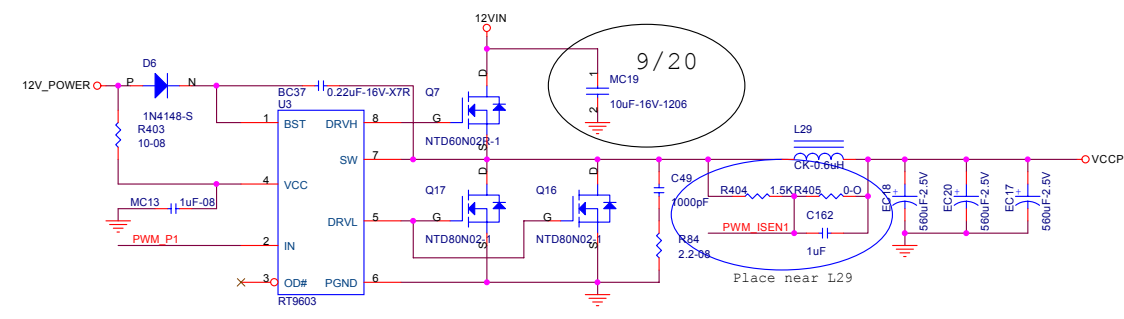 12VIN
9/20
D6
12V_POWER
P
N
1N4148-S
R403
10-08
BC37
0.22uF-16V-X7R
U3
Q7
D
G
S
NTD60N02R-1
1
MC19
10uF-16V-1206
2
1
BST
DRVH
8
SW
7
4
VCC
MC13
1uF-08
DRVL
5
PWM_P1
2
IN
3
OD#
PGND
6
RT9603
Q17
D
G
S
NTD80N02-1
Q16
D
G
S
NTD80N02-1
C49
1000pF
R84
2.2-08
L29
CK-0.6uH
R404
1.5K
R405
0-O
PWM_ISEN1
C162
1uF
Place near L29
VCCP
+
EC18
560uF-2.5V
+
EC20
560uF-2.5V
+
EC17
560uF-2.5V